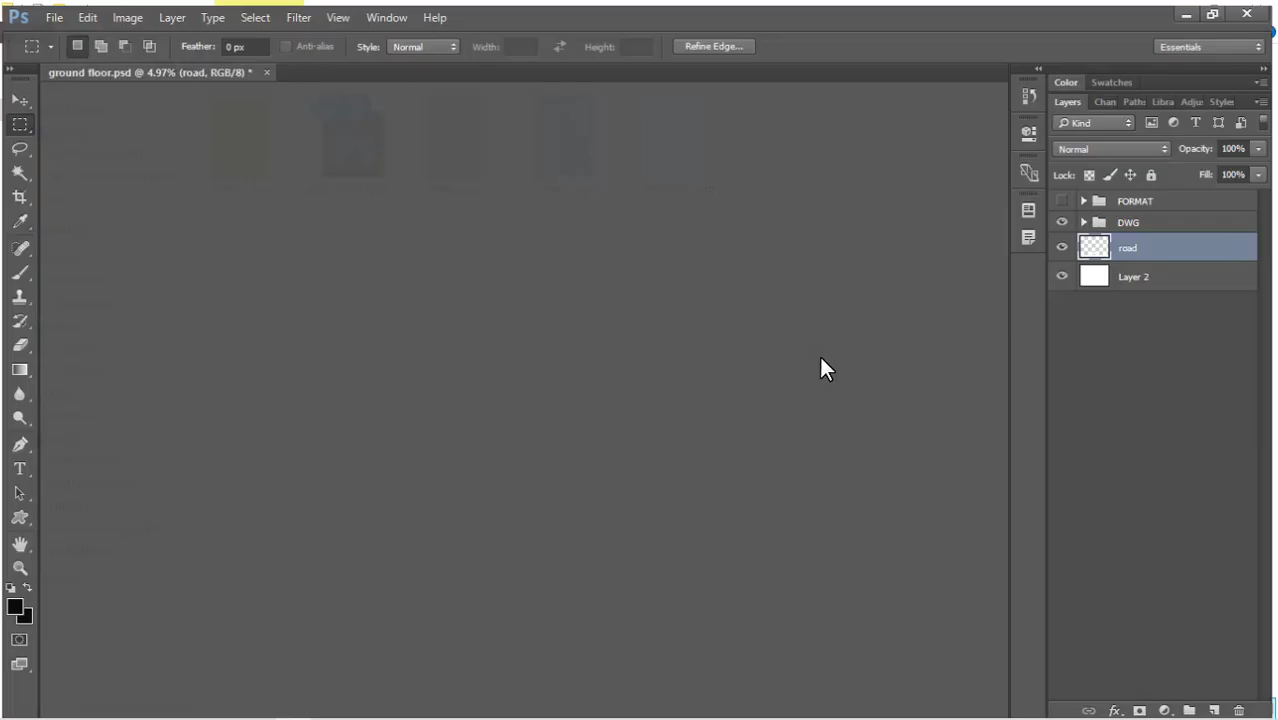 Ps File Edit Image Layer Type Select Filter View Window Help
Feather: 0 px Anti-alias Style: Normal Width: Height: Refine Edge... Essentials
ground floor.psd @ 4.97% (road, RGB/8) * ×
Color Swatches
Layers Chan Paths Libra Adju Styles
Kind
Normal Opacity: 100%
Lock: Fill: 100%
FORMAT
DWG
road
Layer 2